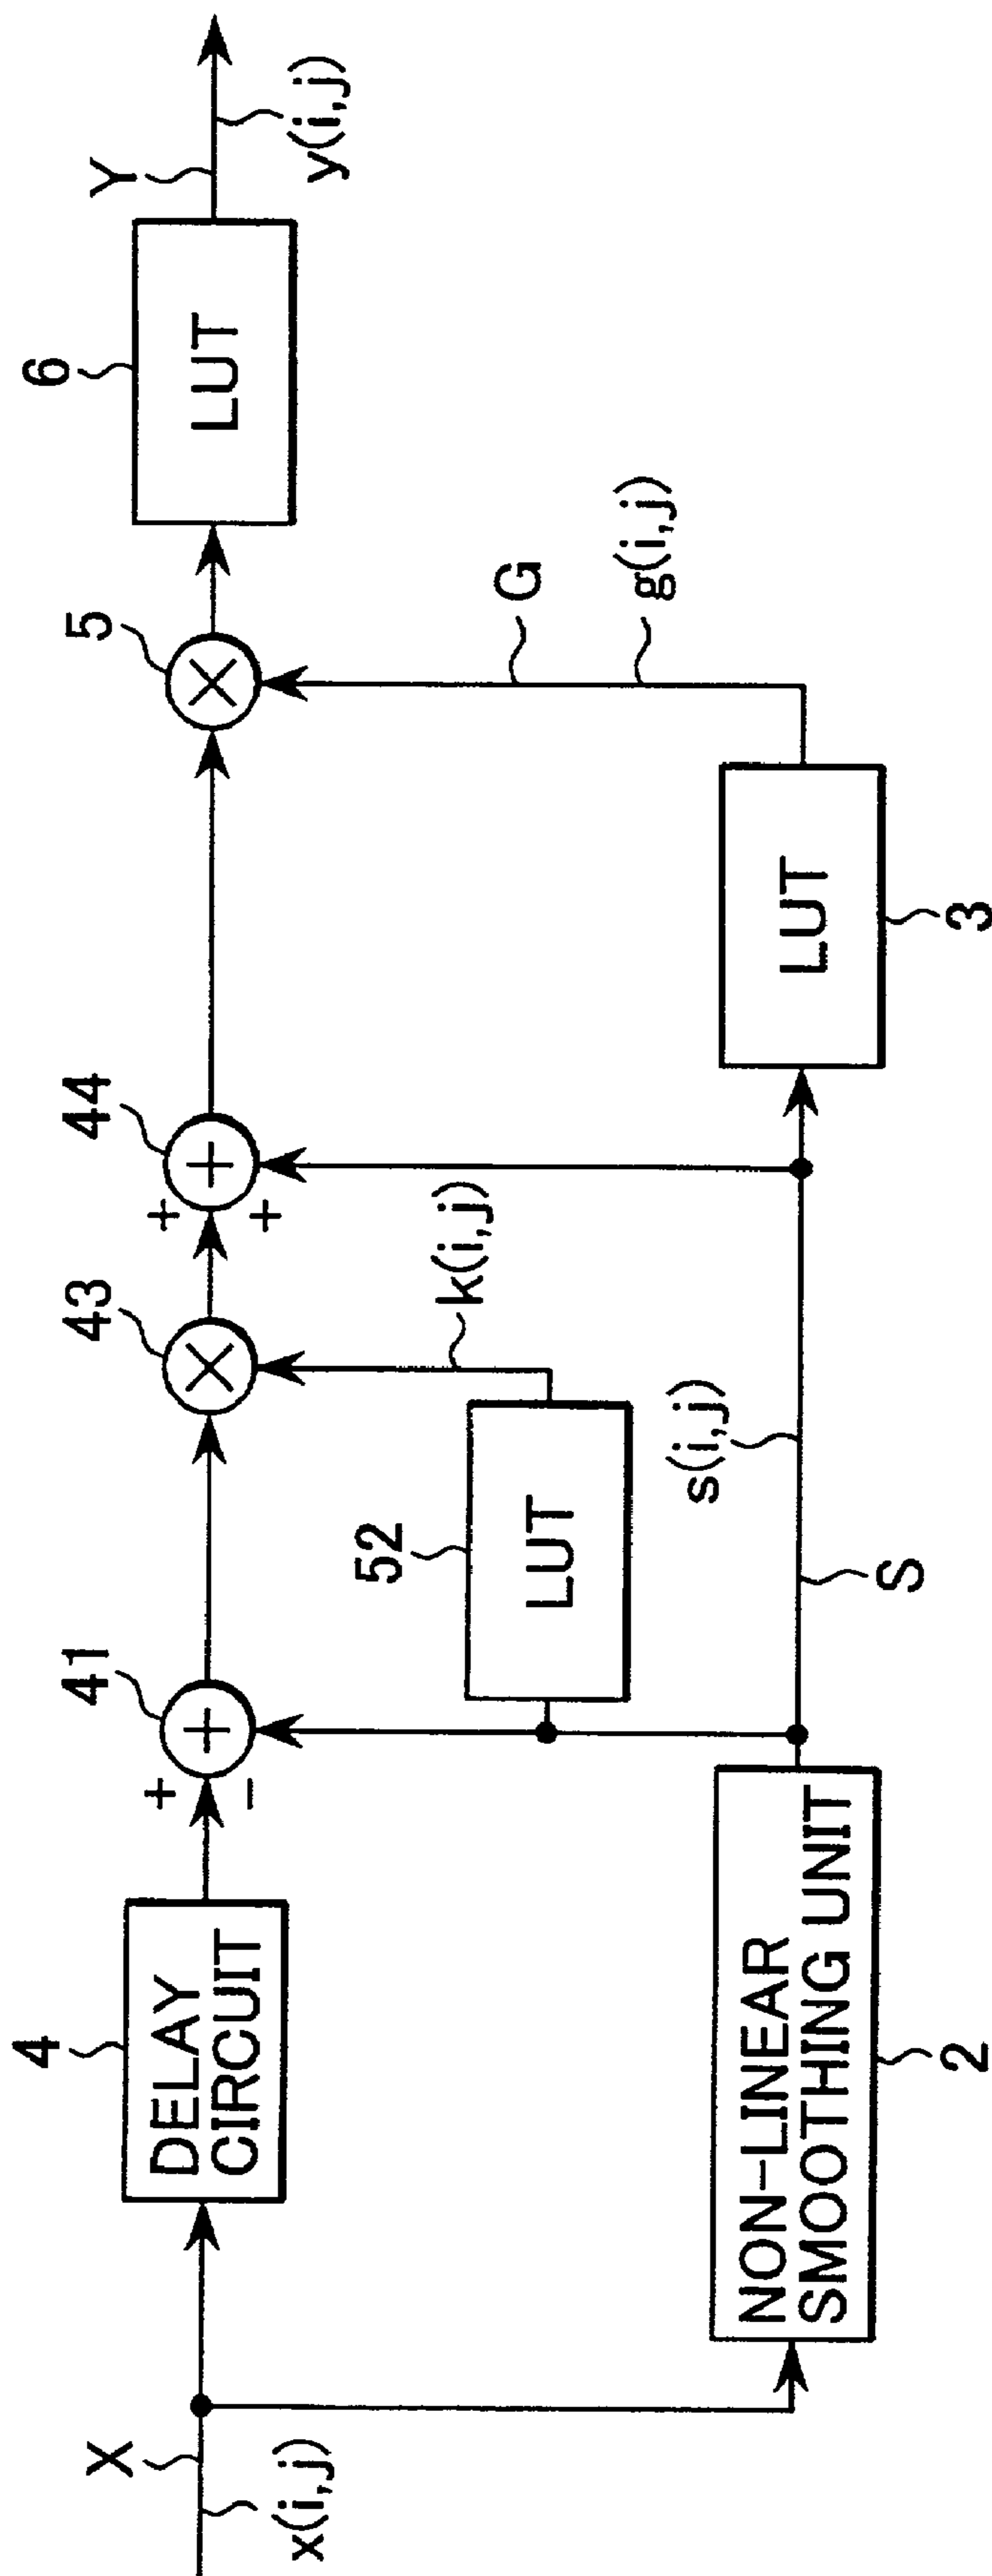 X
x(i,j)
4
DELAY
CIRCUIT
NON-LINEAR
SMOOTHING UNIT
2
41
+
−
+
52
LUT
S
s(i,j)
43
×
k(i,j)
44
+
+
+
LUT
3
5
×
G
g(i,j)
6
LUT
Y
y(i,j)